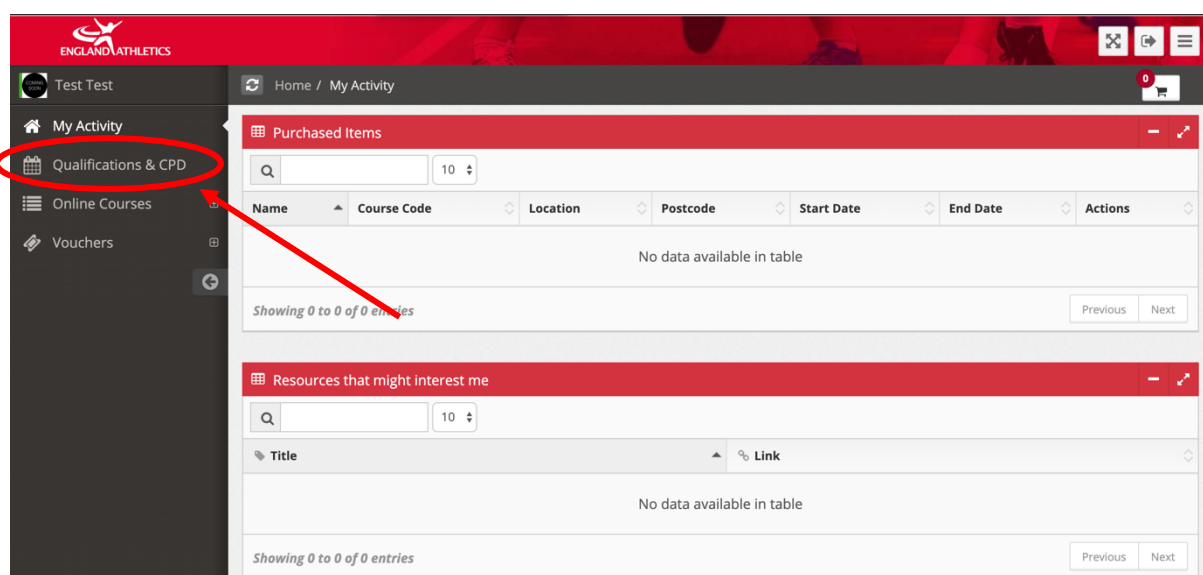 ENGLAND ATHLETICS
Test Test
Home / My Activity
0
My Activity
Qualifications & CPD
Online Courses
Vouchers
Purchased Items
10
Name Course Code Location Postcode Start Date End Date Actions
No data available in table
Showing 0 to 0 of 0 entries
Previous Next
Resources that might interest me
10
Title Link
No data available in table
Showing 0 to 0 of 0 entries
Previous Next